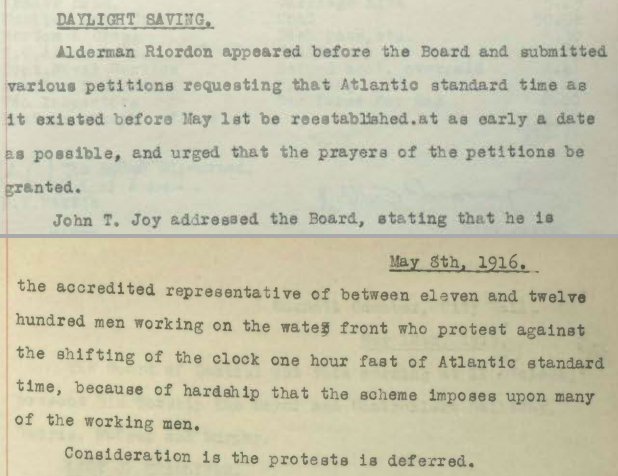 DAYLIGHT SAVING.
Alderman Riordon appeared before the Board and submitted
various petitions requesting that Atlantic standard time as
it existed before May 1st be reestablished.at as early a date
as possible, and urged that the prayers of the petitions be
granted.
John T. Joy addressed the Board, stating that he is
May 8th, 1916.
the accredited representative of between eleven and twelve
hundred men working on the water front who protest against
the shifting of the clock one hour fast of Atlantic standard
time, because of hardship that the scheme imposes upon many
of the working men.
Consideration is the protests is deferred.